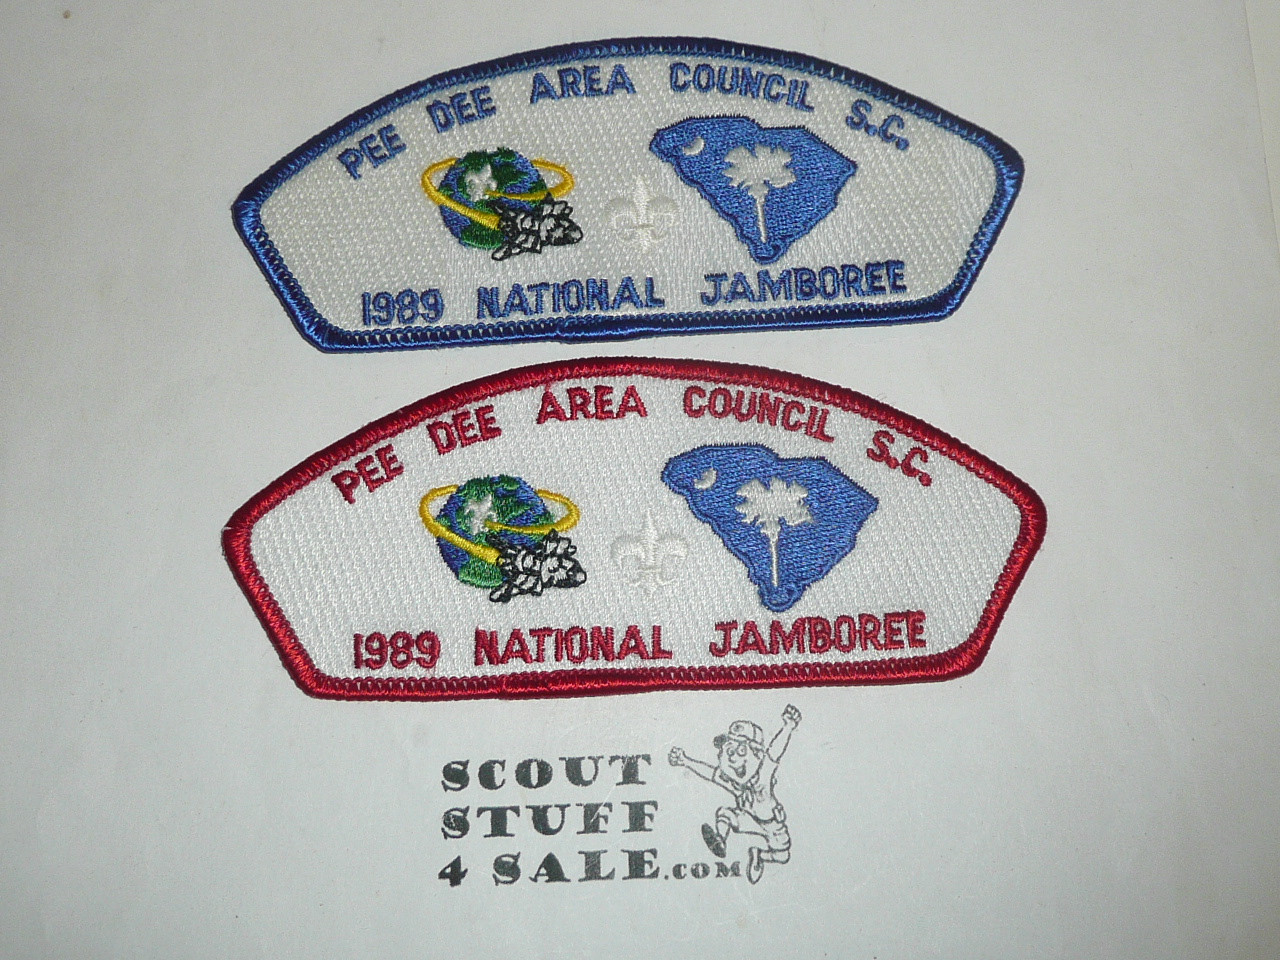 PEE DEE AREA COUNCIL S.C.
1989 NATIONAL JAMBOREE
PEE DEE AREA COUNCIL S.C.
1989 NATIONAL JAMBOREE
SCOUT
STUFF
4 SALE.COM